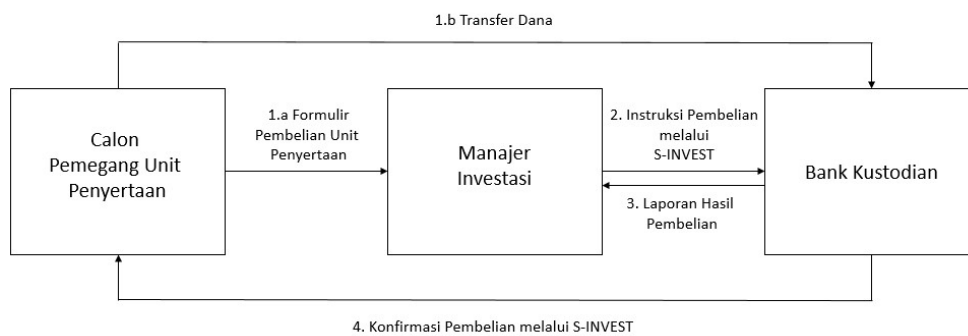 1.b Transfer Dana
Calon
Pemegang Unit
Penyertaan
1.a Formulir
Pembelian Unit
Penyertaan
Manajer
Investasi
2. Instruksi Pembelian
melalui
S-INVEST
3. Laporan Hasil
Pembelian
Bank Kustodian
4. Konfirmasi Pembelian melalui S-INVEST